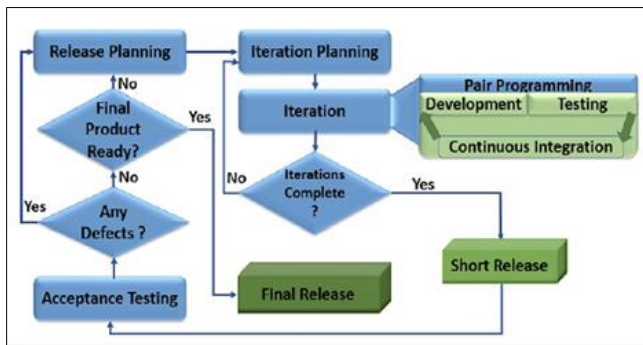 Release Planning
Iteration Planning
No
Final
Product
Ready?
Yes
Iteration
Pair Programming
Development
Testing
Continuous Integration
No
Iterations
Complete
?
Yes
No
Yes
Any
Defects ?
Short Release
Final Release
Acceptance Testing